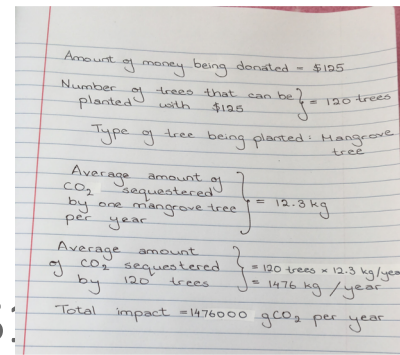 Amount of money being donated = $125
Number of trees that can be
planted with $125 } = 120 trees
Type of tree being planted: Mangrove
tree
Average amount of
CO2 sequestered
by one mangrove tree } = 12.3 kg
per year
Average amount
of CO2 sequestered } = 120 trees × 12.3 kg/yea
by 120 trees = 1476 kg / year
Total impact = 1476000 gCO2 per year